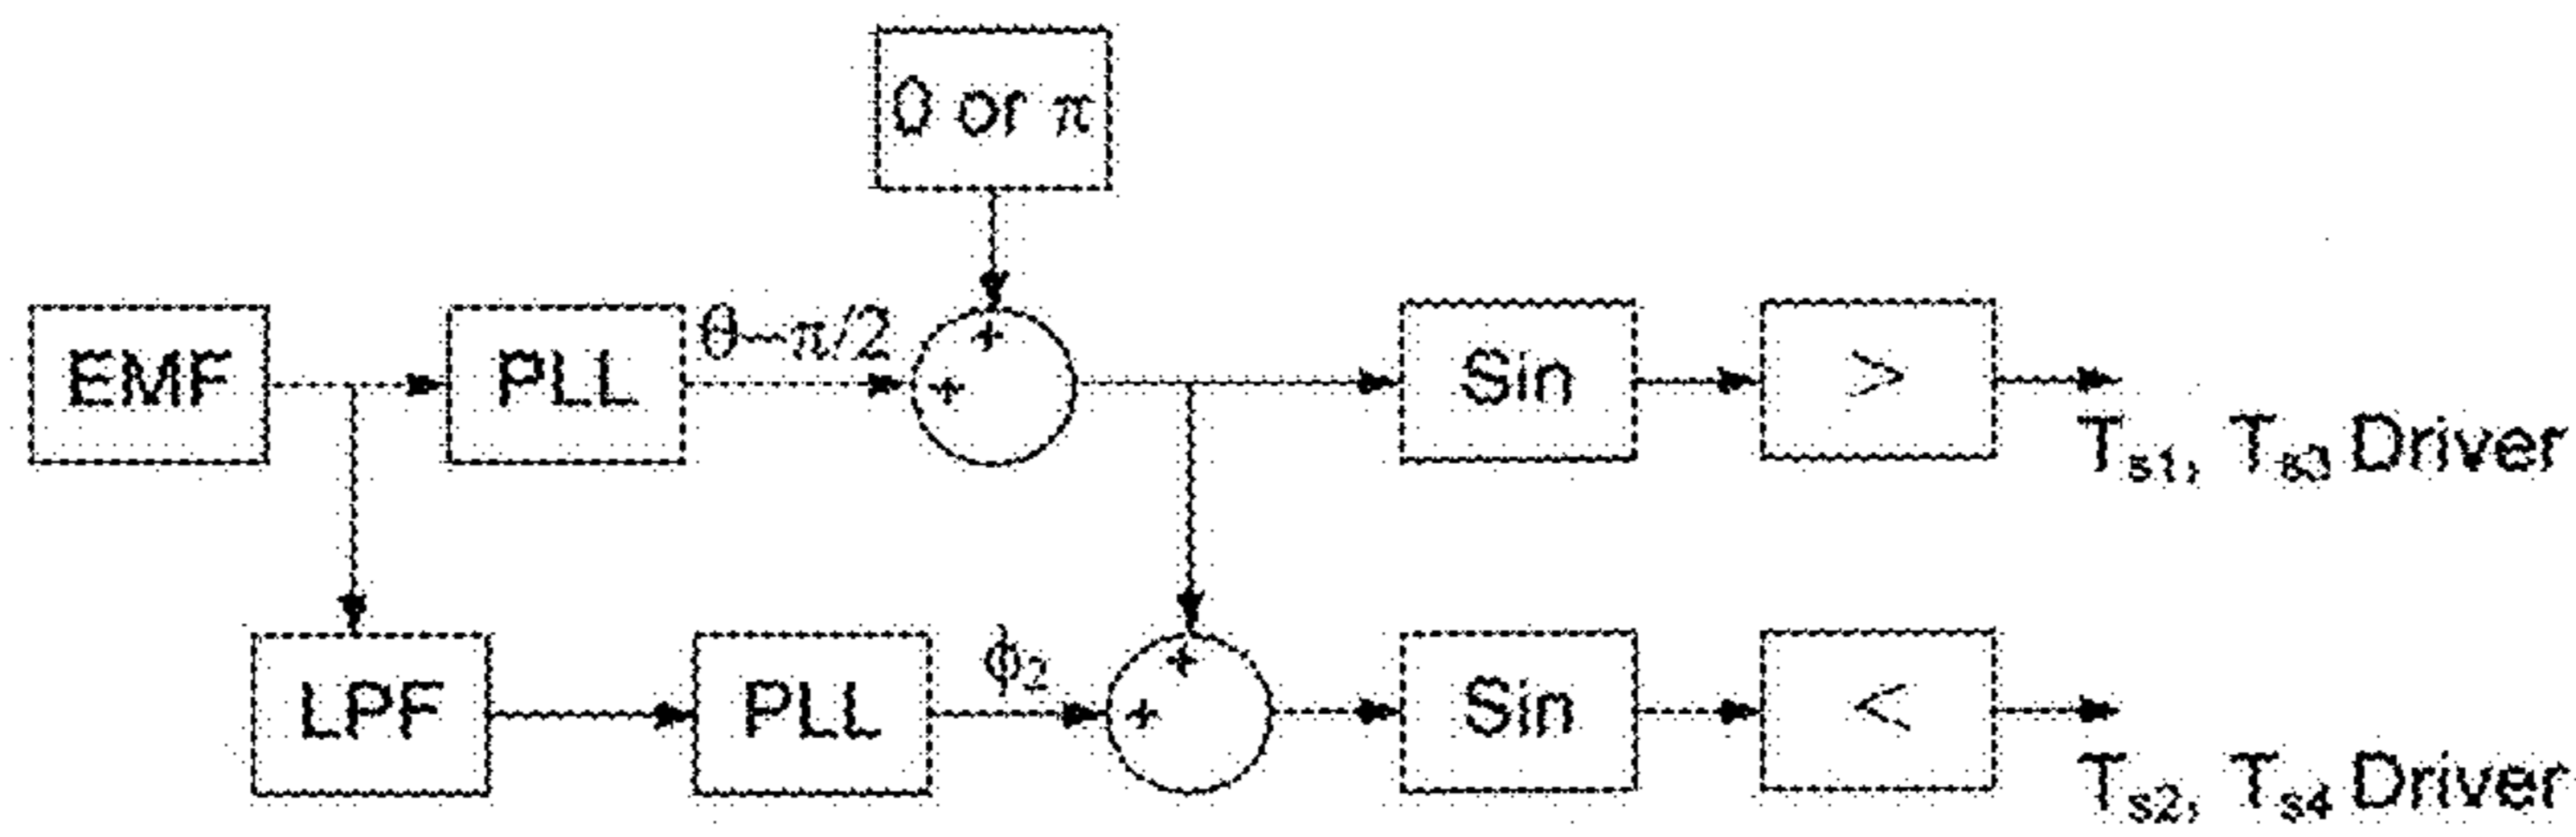 0 or π
θ–π/2
+
EMF
PLL
+
Sin
>
Ts1, Ts3 Driver
ϕ2
+
LPF
PLL
+
Sin
<
Ts2, Ts4 Driver